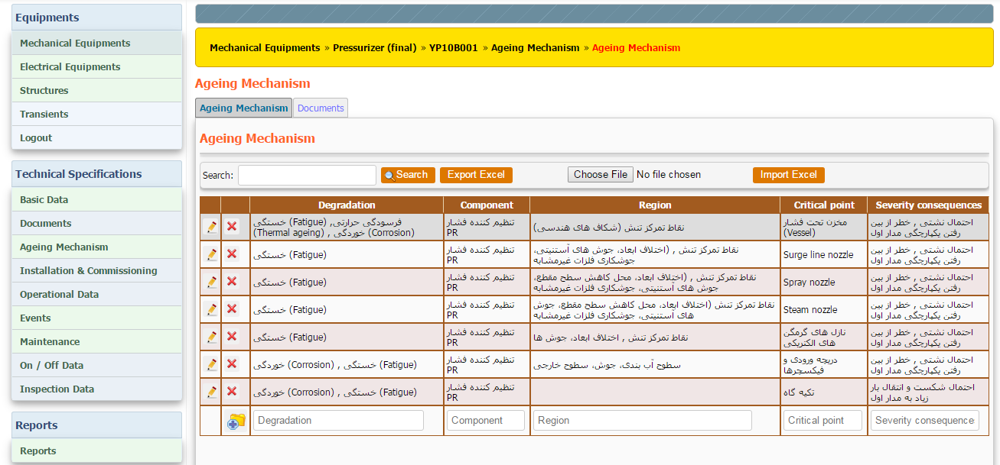 Equipments
Mechanical Equipments
Electrical Equipments
Structures
Transients
Logout
Technical Specifications
Basic Data
Documents
Ageing Mechanism
Installation & Commissioning
Operational Data
Events
Maintenance
On / Off Data
Inspection Data
Reports
Reports
Mechanical Equipments » Pressurizer (final) » YP10B001 » Ageing Mechanism » Ageing Mechanism
Ageing Mechanism
Ageing Mechanism Documents
Ageing Mechanism
Search: Search Export Excel Choose File No file chosen Import Excel
Degradation Component Region Critical point Severity consequences
خستگی (Fatigue) ,فرسودگی حرارتی
(Thermal ageing) , خوردگی (Corrosion)
تنظیم کننده فشار
PR
نقاط تمرکز تنش (شکاف های هندسی)
مخزن تحت فشار
(Vessel)
احتمال نشتی , خطر از بین
رفتن یکپارچگی مدار اول
خستگی (Fatigue)
تنظیم کننده فشار
PR
نقاط تمرکز تنش , (اختلاف ابعاد، جوش های آستنیتی،
جوشکاری فلزات غیرمشابه
Surge line nozzle
احتمال نشتی , خطر از بین
رفتن یکپارچگی مدار اول
خستگی (Fatigue)
تنظیم کننده فشار
PR
نقاط تمرکز تنش , (اختلاف ابعاد، محل کاهش سطح مقطع،
جوش های آستنیتی، جوشکاری فلزات غیرمشابه
Spray nozzle
احتمال نشتی , خطر از بین
رفتن یکپارچگی مدار اول
خستگی (Fatigue)
تنظیم کننده فشار
PR
نقاط تمرکز تنش (اختلاف ابعاد، محل کاهش سطح مقطع، جوش
های آستنیتی، جوشکاری فلزات غیرمشابه
Steam nozzle
احتمال نشتی , خطر از بین
رفتن یکپارچگی مدار اول
خستگی (Fatigue)
تنظیم کننده فشار
PR
نقاط تمرکز تنش , اختلاف ابعاد، جوش ها
نازل های گرمکن
های الکتریکی
احتمال نشتی , خطر از بین
رفتن یکپارچگی مدار اول
خوردگی (Corrosion) , خستگی (Fatigue)
تنظیم کننده فشار
PR
سطوح آب بندی، جوش، سطوح خارجی
دریچه ورودی و
فیکسچرها
احتمال نشتی , خطر از بین
رفتن یکپارچگی مدار اول
خوردگی (Corrosion) , خستگی (Fatigue)
تنظیم کننده فشار
PR
تکیه گاه
احتمال شکست و انتقال بار
زیاد به مدار اول
Degradation Component Region Critical point Severity consequence